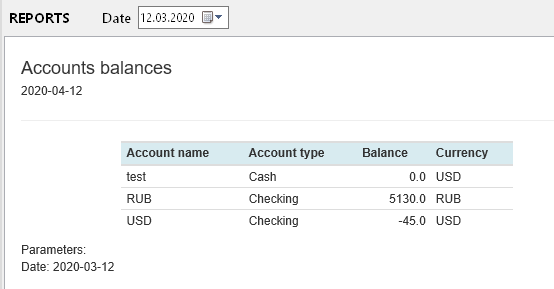 REPORTS Date 12.03.2020
Accounts balances
2020-04-12
Account name Account type Balance Currency
test Cash 0.0 USD
RUB Checking 5130.0 RUB
USD Checking -45.0 USD
Parameters:
Date: 2020-03-12